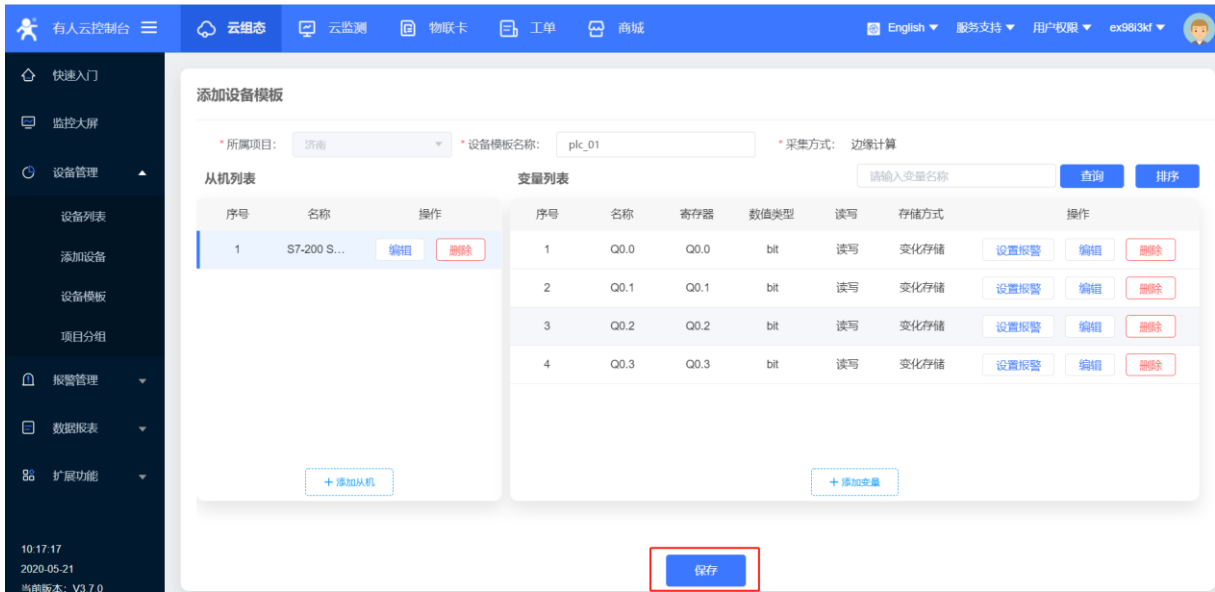 有人云控制台 云组态 云监测 物联卡 工单 商城 English 服务支持 用户权限 ex98i3kf
快速入门
监控大屏
设备管理
设备列表
添加设备
设备模板
项目分组
报警管理
数据报表
扩展功能
10:17:17
2020-05-21
当前版本: V3.7.0
添加设备模板
* 所属项目: 济南 * 设备模板名称: plc_01 * 采集方式: 边缘计算
从机列表
序号 名称 操作
1 S7-200 S... 编辑 删除
+ 添加从机
变量列表 请输入变量名称 查询 排序
序号 名称 寄存器 数值类型 读写 存储方式 操作
1 Q0.0 Q0.0 bit 读写 变化存储 设置报警 编辑 删除
2 Q0.1 Q0.1 bit 读写 变化存储 设置报警 编辑 删除
3 Q0.2 Q0.2 bit 读写 变化存储 设置报警 编辑 删除
4 Q0.3 Q0.3 bit 读写 变化存储 设置报警 编辑 删除
+ 添加变量
保存